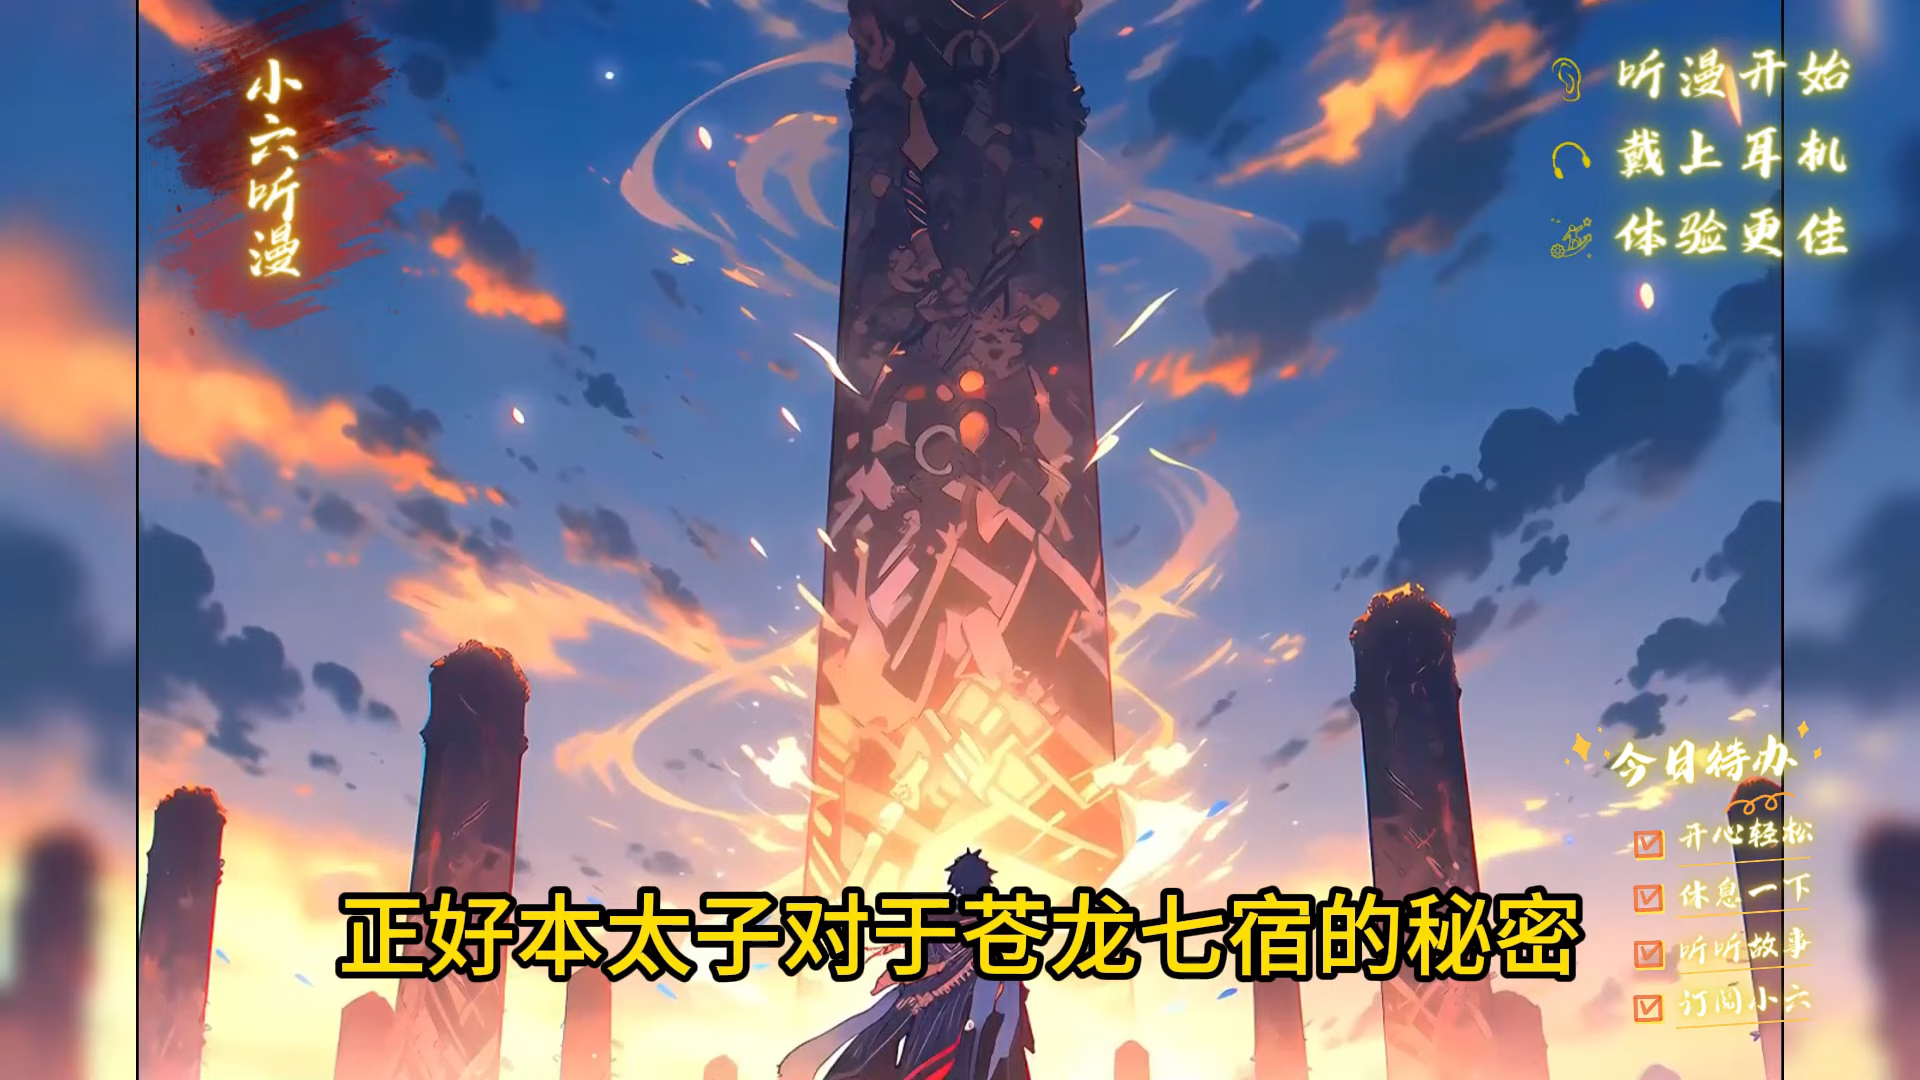 小六听漫
听漫开始
戴上耳机
体验更佳
今日待办
开心轻松
休息一下
听听故事
订阅小六
正好本太子对于苍龙七宿的秘密